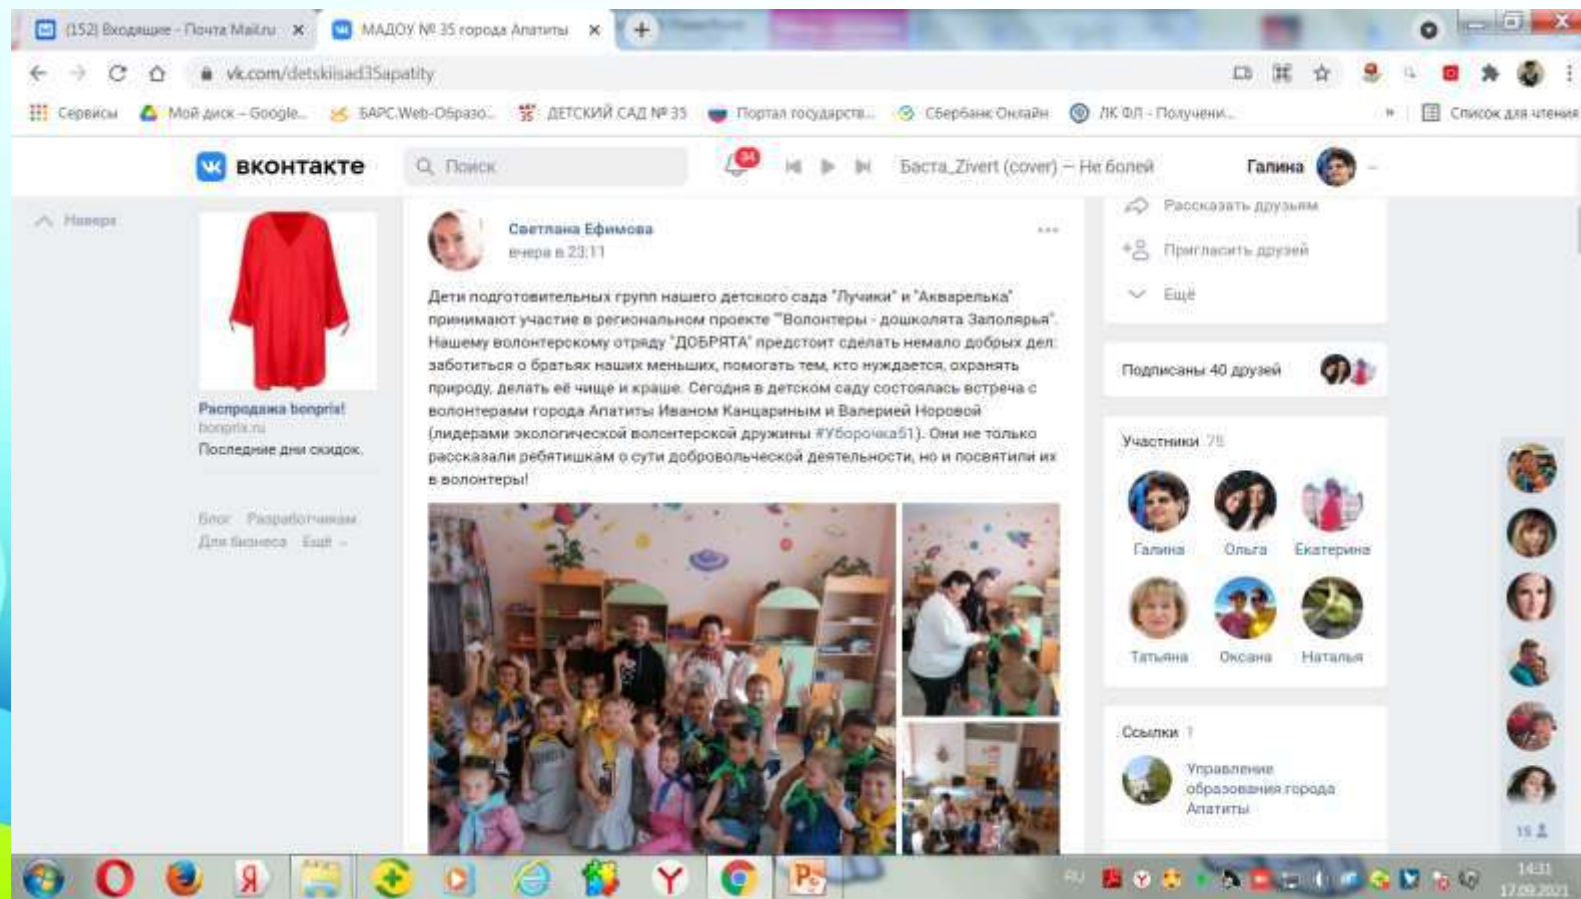 (152) Входящие - Почта Mail.ru
МАДОУ № 35 города Апатиты
vk.com/detskiisad35apatity
Сервисы
Мой диск – Google...
БАРС.Web-Образо...
ДЕТСКИЙ САД № 35
Портал государств...
Сбербанк Онлайн
ЛК ФЛ - Получени...
»
Список для чтения
вконтакте
Поиск
34
Баста_Zivert (cover) – Не болей
Галина
Наверх
Распродажа bonprix!
bonprix.ru
Последние дни скидок.
Блог Разработчикам
Для бизнеса Ещё
Светлана Ефимова
вчера в 23:11
Дети подготовительных групп нашего детского сада "Лучики" и "Акварелька"
принимают участие в региональном проекте ""Волонтеры - дошколята Заполярья".
Нашему волонтерскому отряду "ДОБРЯТА" предстоит сделать немало добрых дел:
заботиться о братьях наших меньших, помогать тем, кто нуждается, охранять
природу, делать её чище и краше. Сегодня в детском саду состоялась встреча с
волонтерами города Апатиты Иваном Канцариным и Валерией Норовой
(лидерами экологической волонтерской дружины #Уборочка51). Они не только
рассказали ребятишкам о сути добровольческой деятельности, но и посвятили их
в волонтеры!
Рассказать друзьям
Пригласить друзей
Ещё
Подписаны 40 друзей
Участники 75
Галина
Ольга
Екатерина
Татьяна
Оксана
Наталья
Ссылки 1
Управление
образования города
Апатиты
15
RU
14:31
17.09.2021